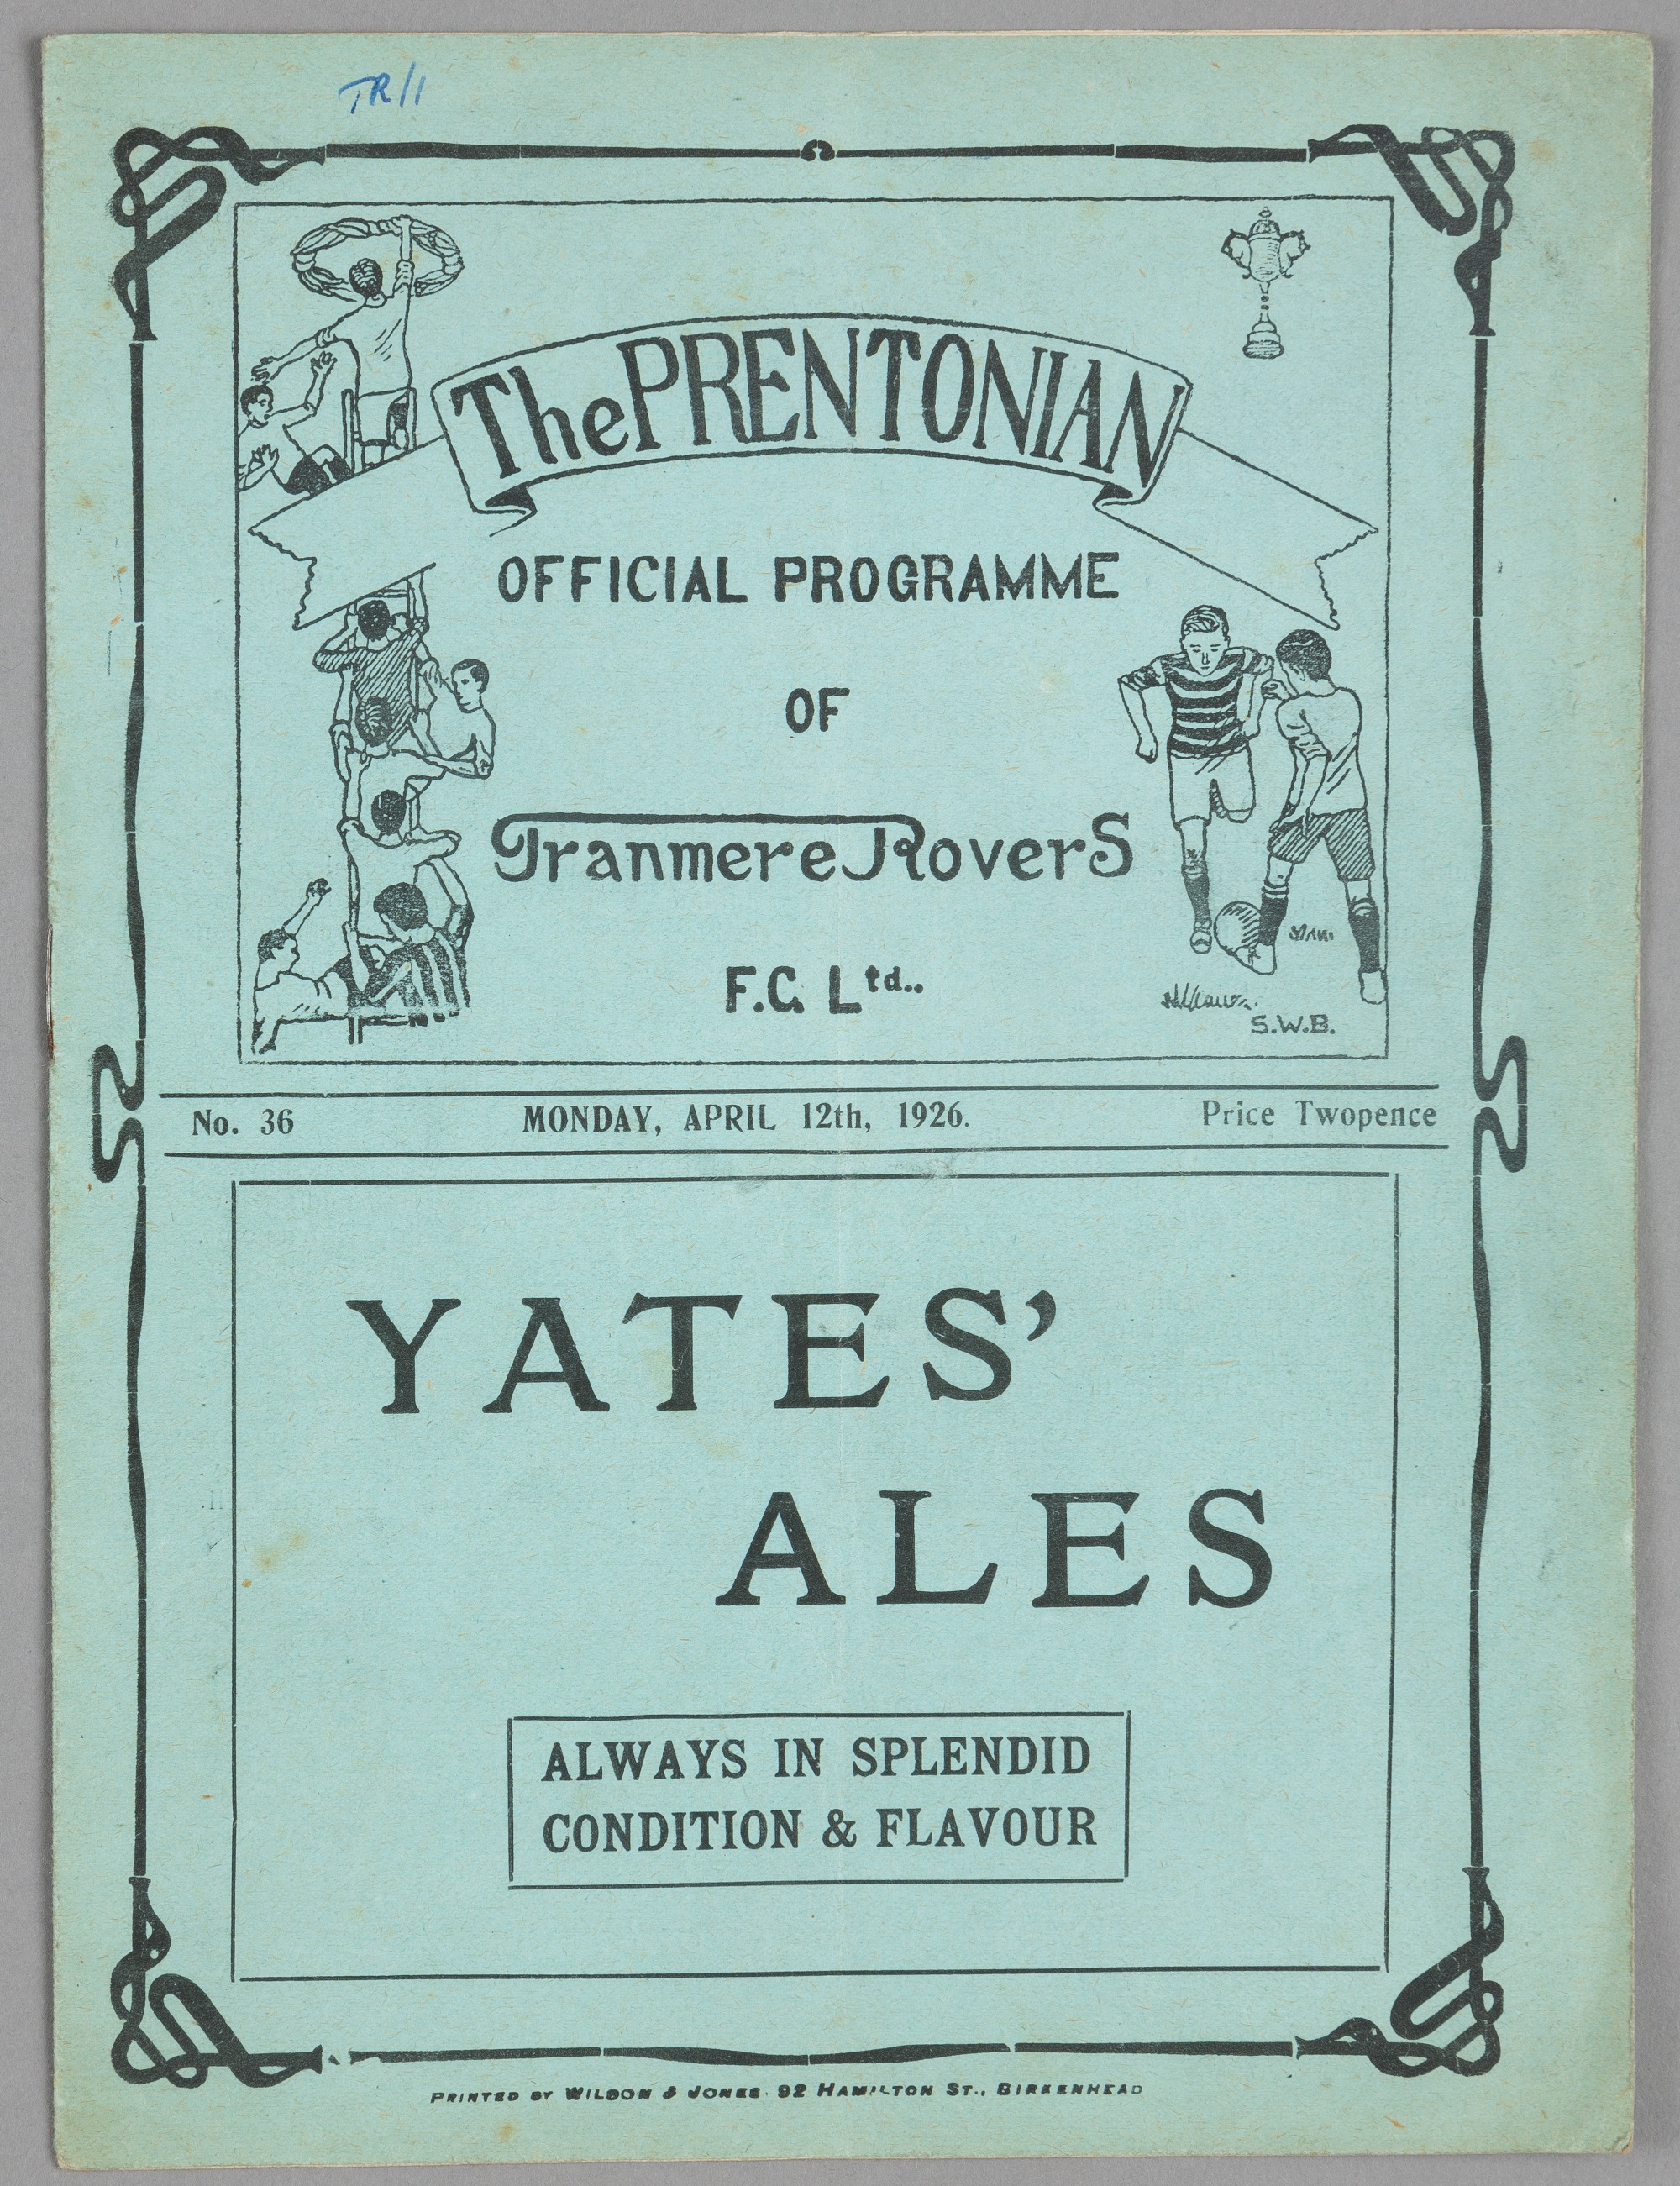 TR/1
The PRENTONIAN
OFFICIAL PROGRAMME
OF
Tranmere Rovers
F.C. Ltd..
S.W.B.
No. 36 MONDAY, APRIL 12th, 1926. Price Twopence
YATES'
ALES
ALWAYS IN SPLENDID
CONDITION & FLAVOUR
PRINTED BY WILSON & JONES. 92 HAMILTON ST., BIRKENHEAD